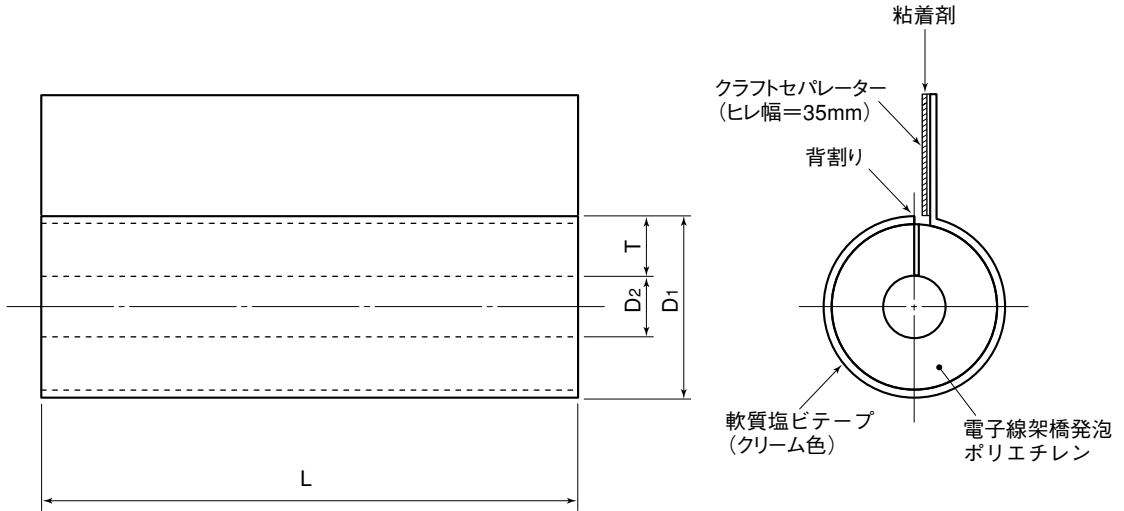 粘着剤
クラフトセパレーター
（ヒレ幅＝35mm）
背割り
T
D2
D1
L
軟質塩ビテープ
（クリーム色）
電子線架橋発泡
ポリエチレン